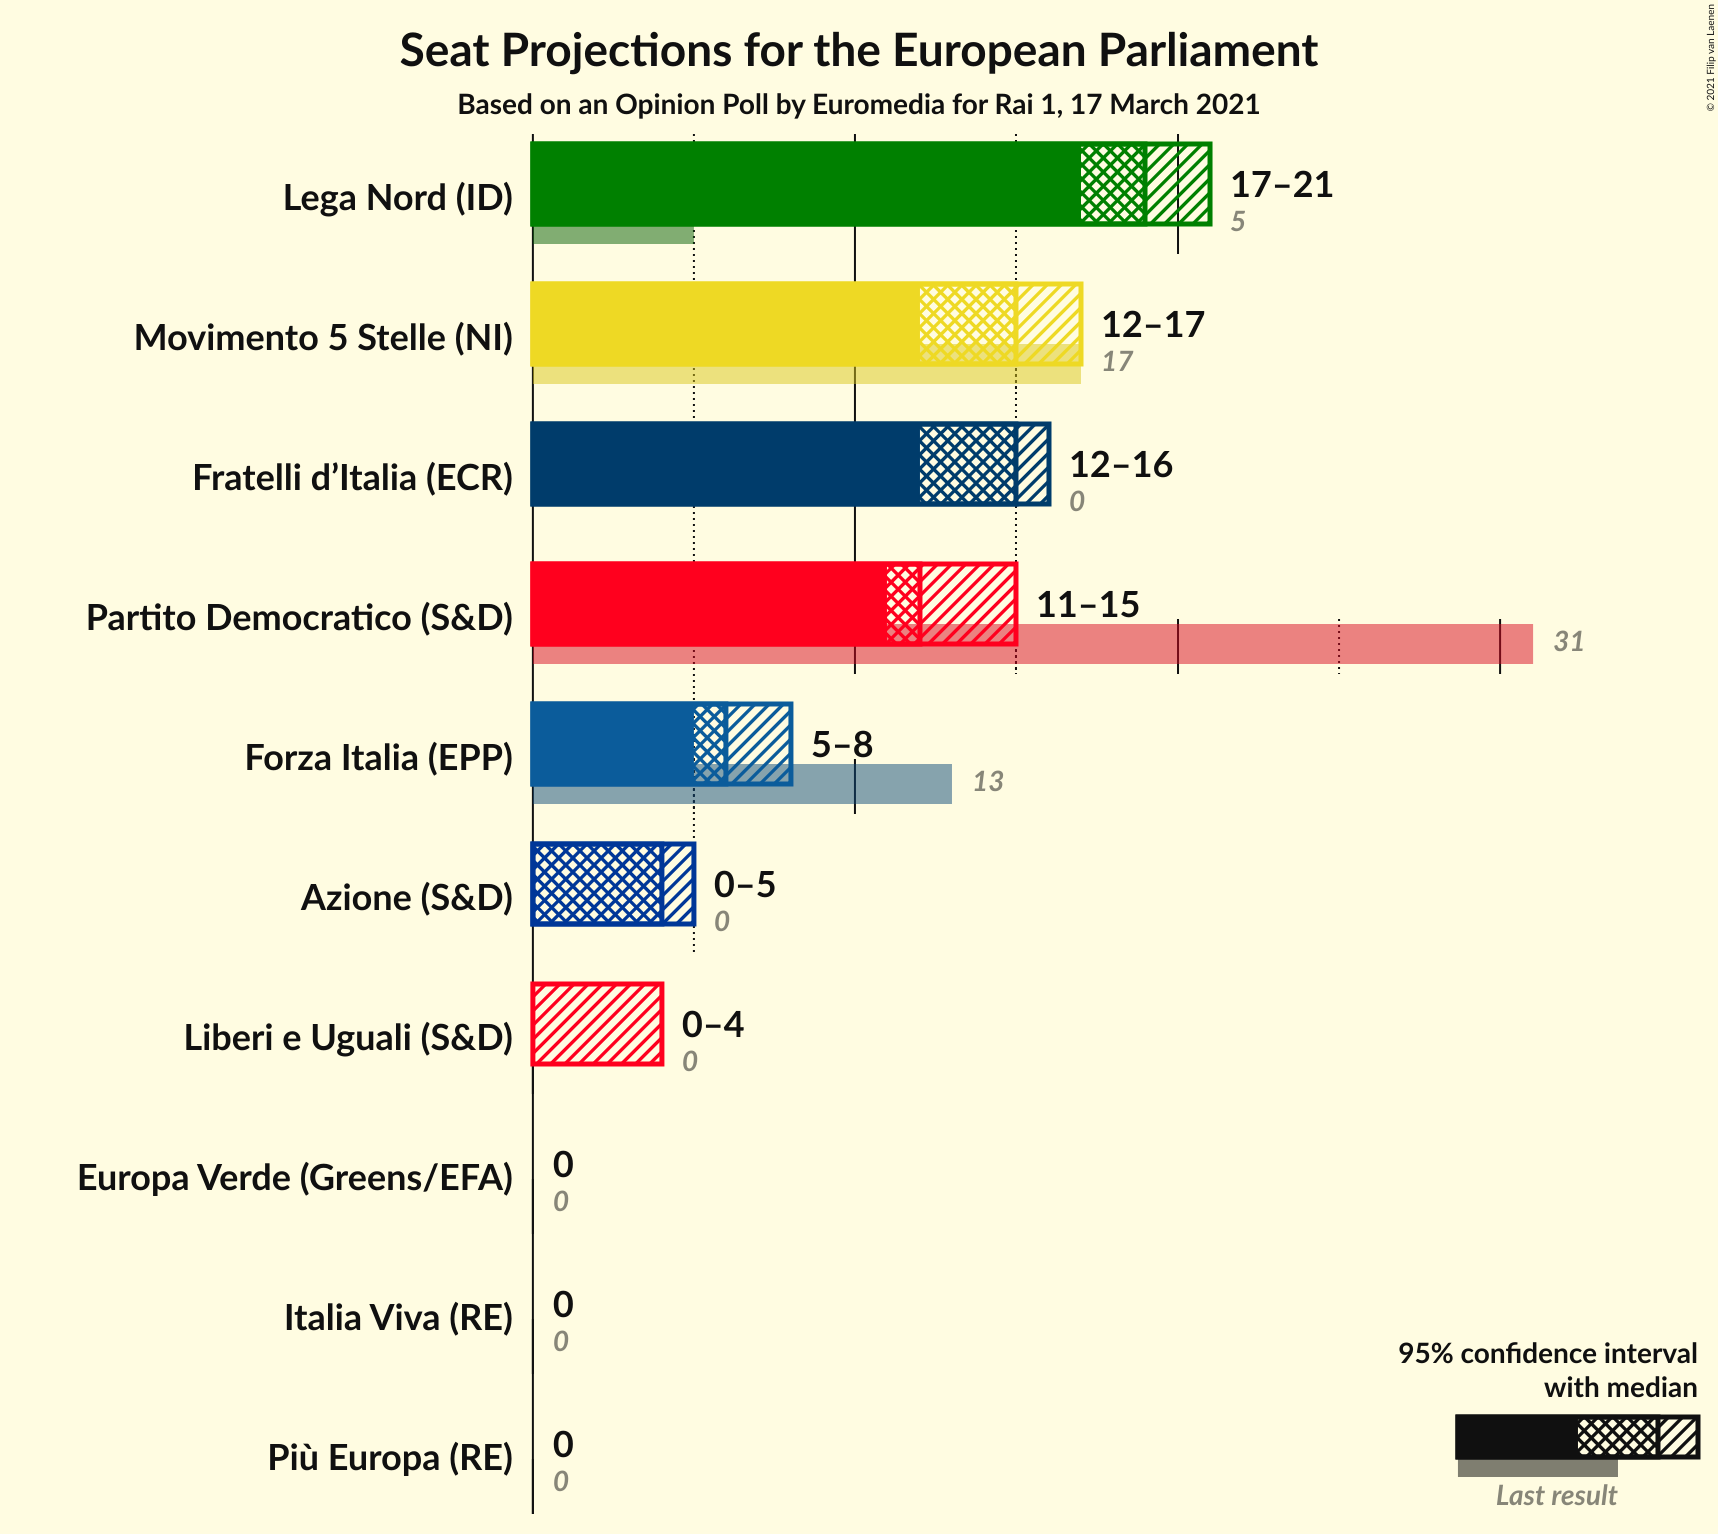 Seat Projections for the European Parliament
Based on an Opinion Poll by Euromedia for Rai 1, 17 March 2021
© 2021 Filip van Laenen
Lega Nord (ID)
17–21
5
Movimento 5 Stelle (NI)
12–17
17
Fratelli d’Italia (ECR)
12–16
0
Partito Democratico (S&D)
11–15
31
Forza Italia (EPP)
5–8
13
Azione (S&D)
0–5
0
Liberi e Uguali (S&D)
0–4
0
Europa Verde (Greens/EFA)
0
0
Italia Viva (RE)
0
0
Più Europa (RE)
0
0
95% confidence interval
with median
Last result